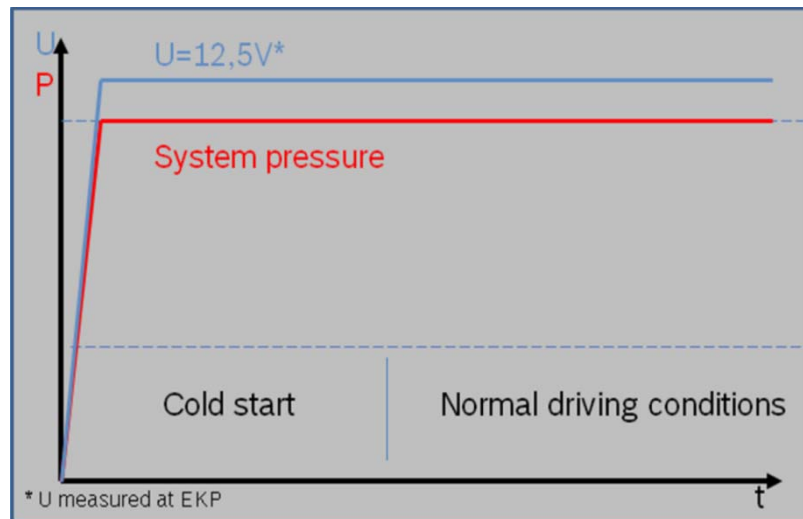 U
U=12,5V*
P
System pressure
Cold start
Normal driving conditions
* U measured at EKP
t